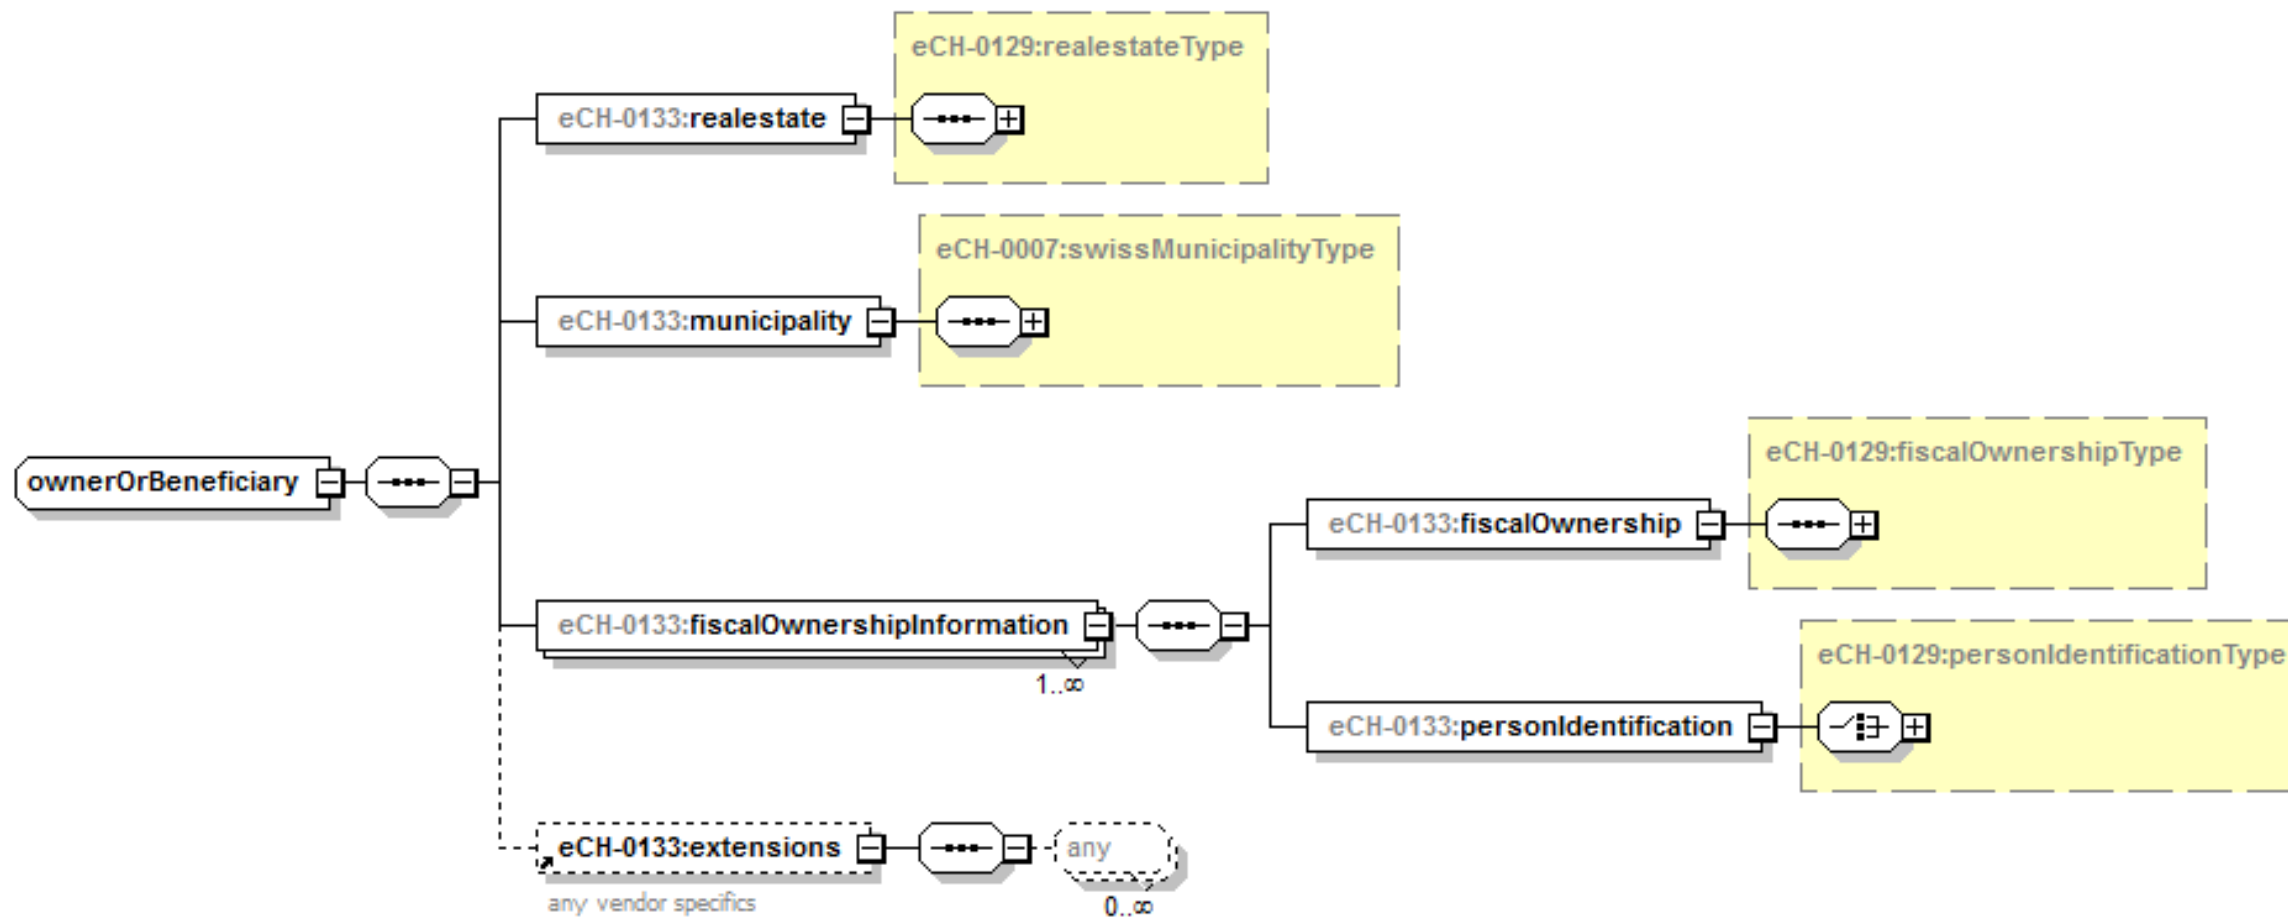 eCH-0129:realestateType
eCH-0133:realestate
eCH-0007:swissMunicipalityType
eCH-0133:municipality
ownerOrBeneficiary
eCH-0129:fiscalOwnershipType
eCH-0133:fiscalOwnership
eCH-0133:fiscalOwnershipInformation
1..∞
eCH-0129:personIdentificationType
eCH-0133:personIdentification
eCH-0133:extensions
any
any vendor specifics
0..∞